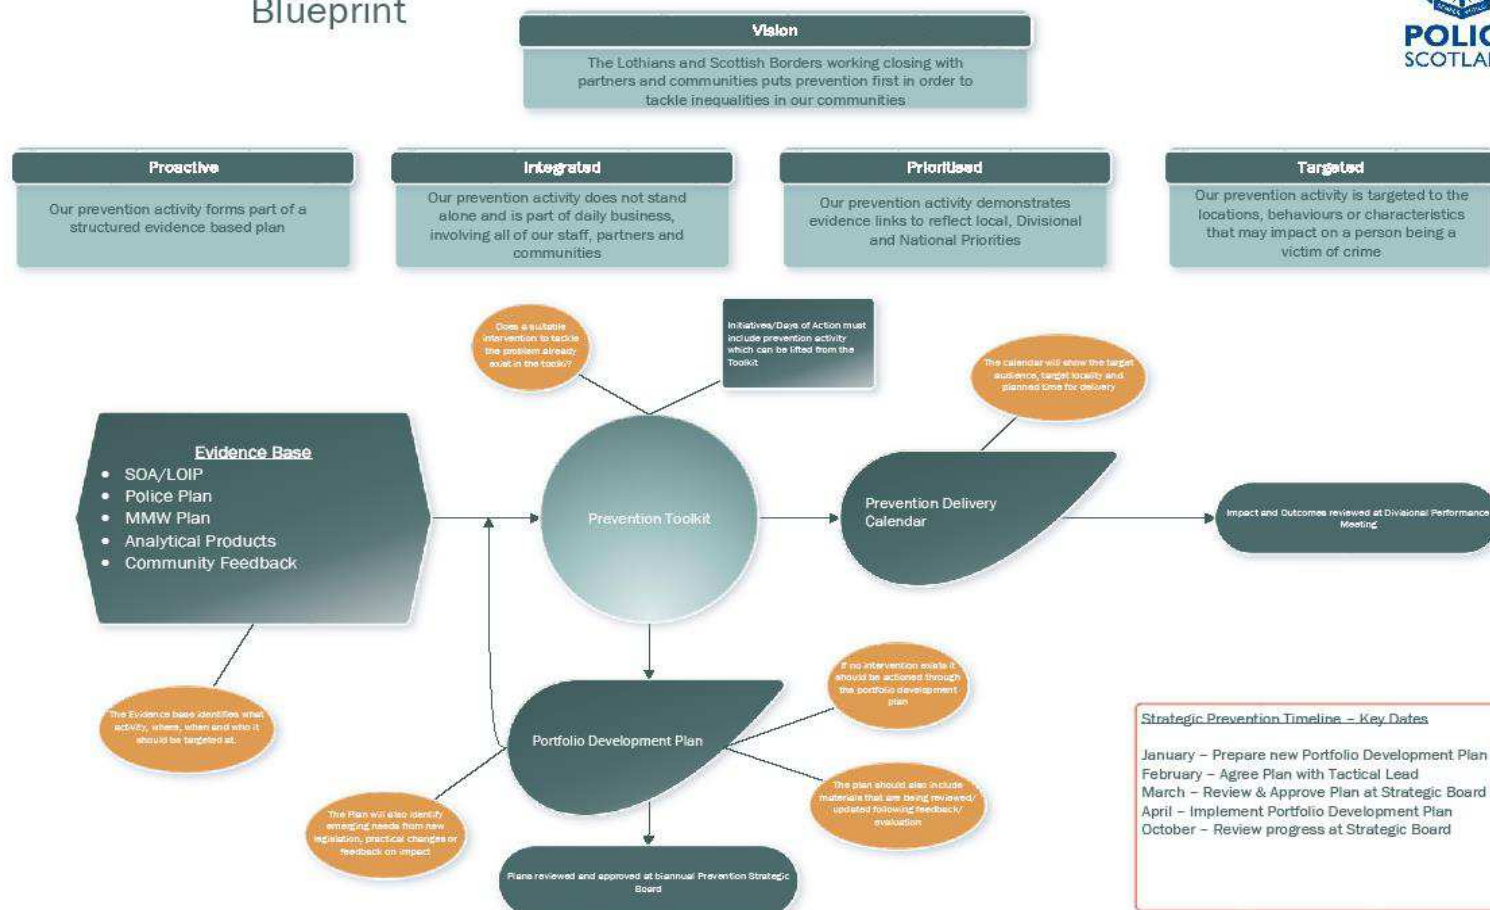 Blueprint
Vision
The Lothians and Scottish Borders working closing with
partners and communities puts prevention first in order to
tackle inequalities in our communities
POLIC
SCOTLA
Proactive
Our prevention activity forms part of a
structured evidence based plan
Integrated
Our prevention activity does not stand
alone and is part of daily business,
involving all of our staff, partners and
communities
Prioritised
Our prevention activity demonstrates
evidence links to reflect local, Divisional
and National Priorities
Targeted
Our prevention activity is targeted to the
locations, behaviours or characteristics
that may impact on a person being a
victim of crime
Does a suitable
intervention to tackle
the problem already
exist in the toolkit?
Initiatives/Days of Action must
include prevention activity
which can be lifted from the
Toolkit
The calendar will show the target
audience, target locality and
planned time for delivery
Evidence Base
• SOA/LOIP
• Police Plan
• MMW Plan
• Analytical Products
• Community Feedback
Prevention Toolkit
Prevention Delivery
Calendar
Impact and Outcomes reviewed at Divisional Performance
Meeting
The Evidence base identifies what
activity, where, when and who it
should be targeted at.
Portfolio Development Plan
If no intervention exists it
should be actioned through
the portfolio development
plan
The plan should also include
materials that are being reviewed/
updated following feedback/
evaluation
The Plan will also identify
emerging needs from new
legislation, practical changes or
feedback on impact
Plans reviewed and approved at biannual Prevention Strategic
Board
Strategic Prevention Timeline – Key Dates
January – Prepare new Portfolio Development Plan
February – Agree Plan with Tactical Lead
March – Review & Approve Plan at Strategic Board
April – Implement Portfolio Development Plan
October – Review progress at Strategic Board